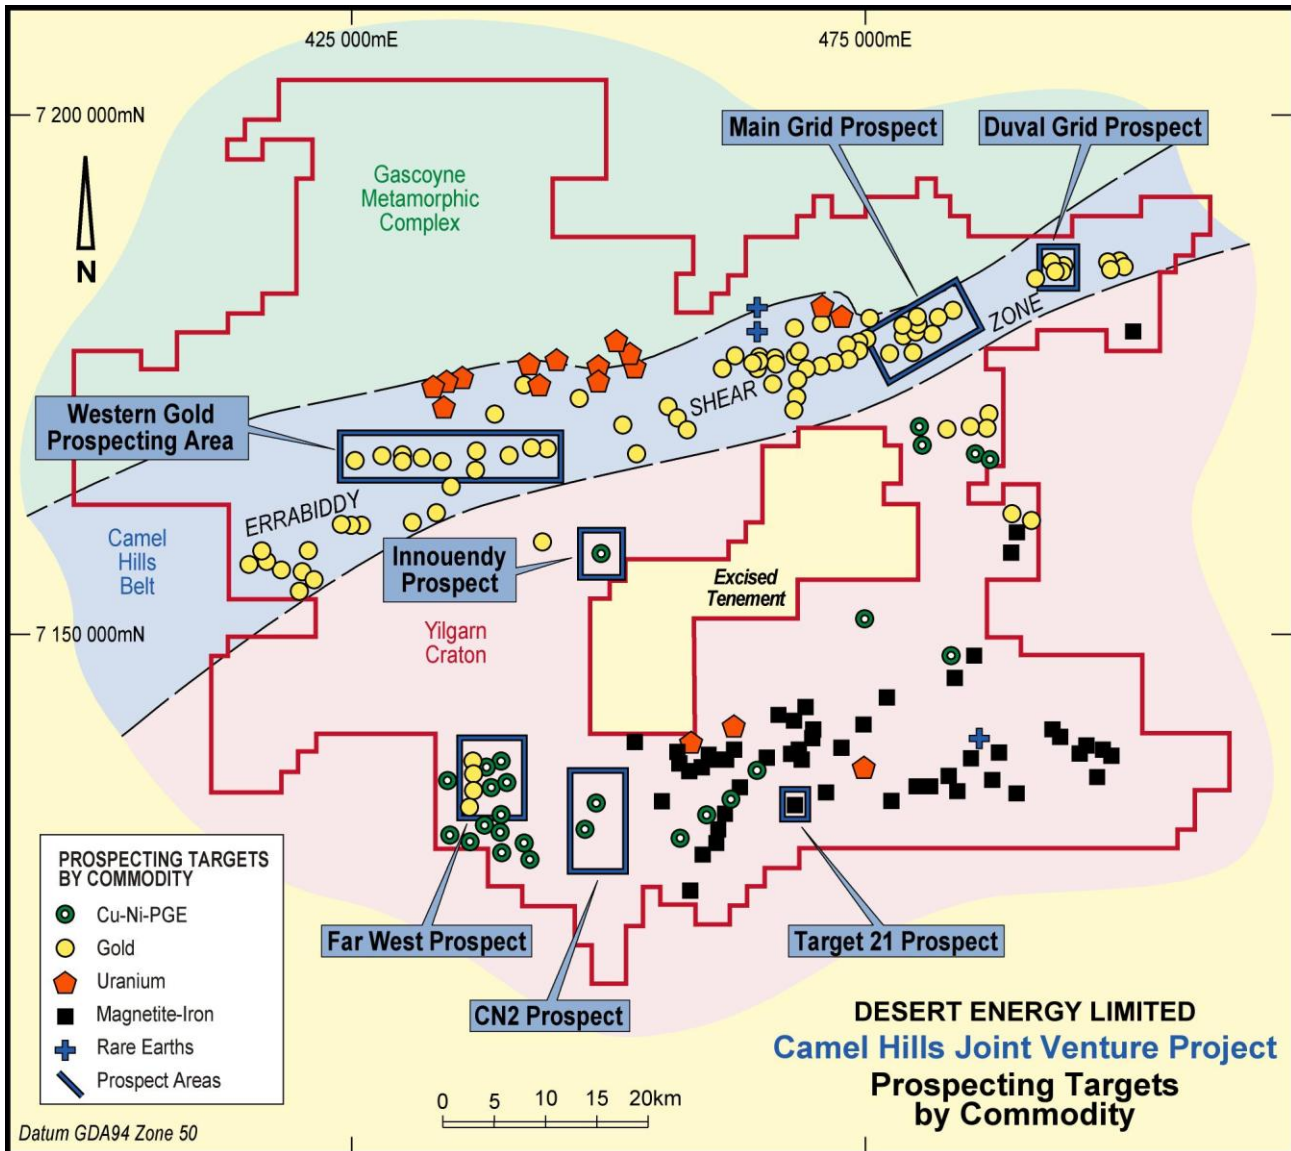 425 000mE
475 000mE
7 200 000mN
Main Grid Prospect
Duval Grid Prospect
Gascoyne
Metamorphic
Complex
N
ZONE
SHEAR
Western Gold
Prospecting Area
ERRABIDDY
Camel
Hills
Belt
Innouendy
Prospect
Excised
Tenement
7 150 000mN
Yilgarn
Craton
Far West Prospect
Target 21 Prospect
CN2 Prospect
PROSPECTING TARGETS
BY COMMODITY
Cu-Ni-PGE
Gold
Uranium
Magnetite-Iron
Rare Earths
Prospect Areas
0 5 10 15 20km
DESERT ENERGY LIMITED
Camel Hills Joint Venture Project
Prospecting Targets
by Commodity
Datum GDA94 Zone 50